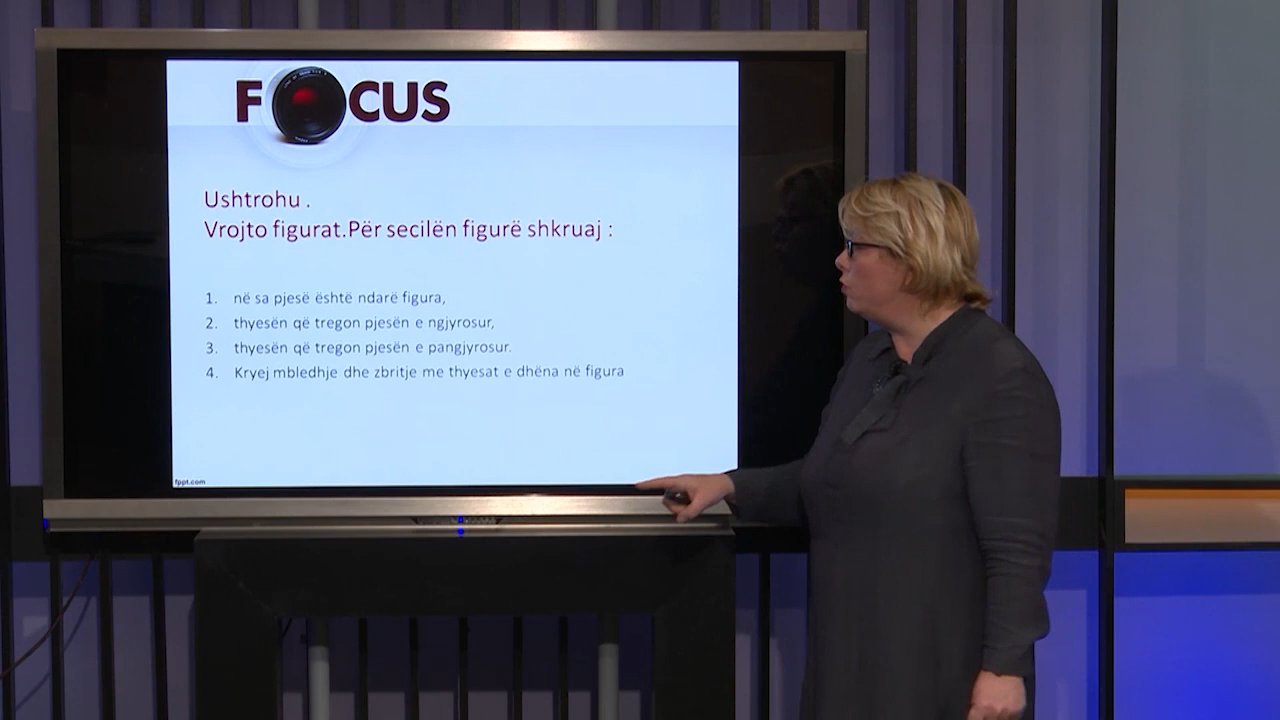 FOCUS
Ushtrohu .
Vrojto figurat.Për secilën figurë shkruaj :
1. në sa pjesë është ndarë figura,
2. thyesën që tregon pjesën e ngjyrosur,
3. thyesën që tregon pjesën e pangjyrosur.
4. Kryej mbledhje dhe zbritje me thyesat e dhëna në figura
fppt.com